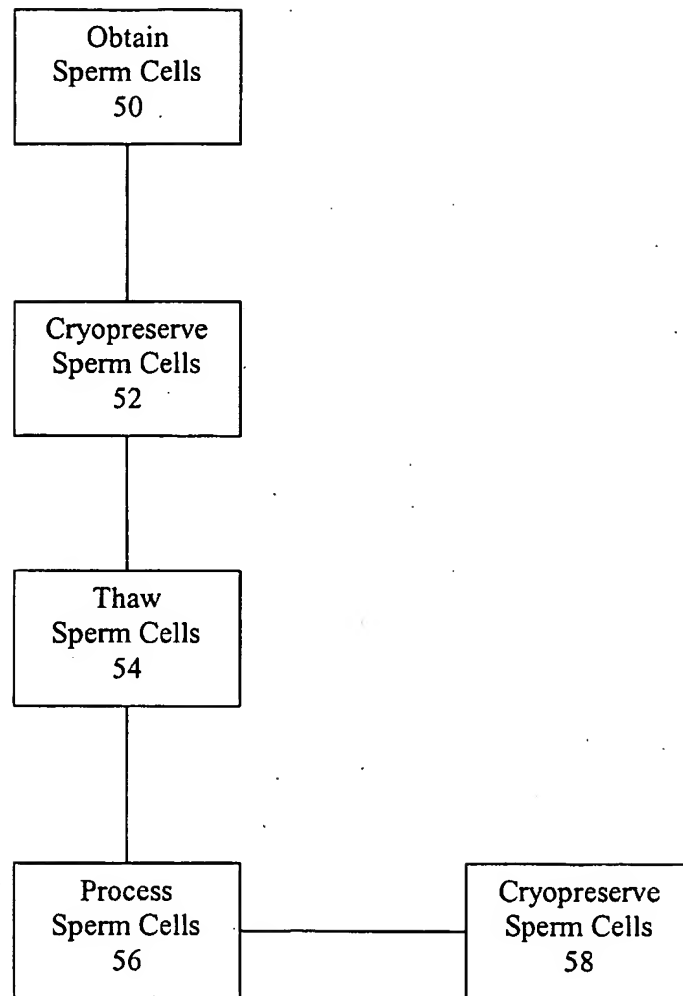 Obtain
Sperm Cells
50
Cryopreserve
Sperm Cells
52
Thaw
Sperm Cells
54
Process
Sperm Cells
56
Cryopreserve
Sperm Cells
58